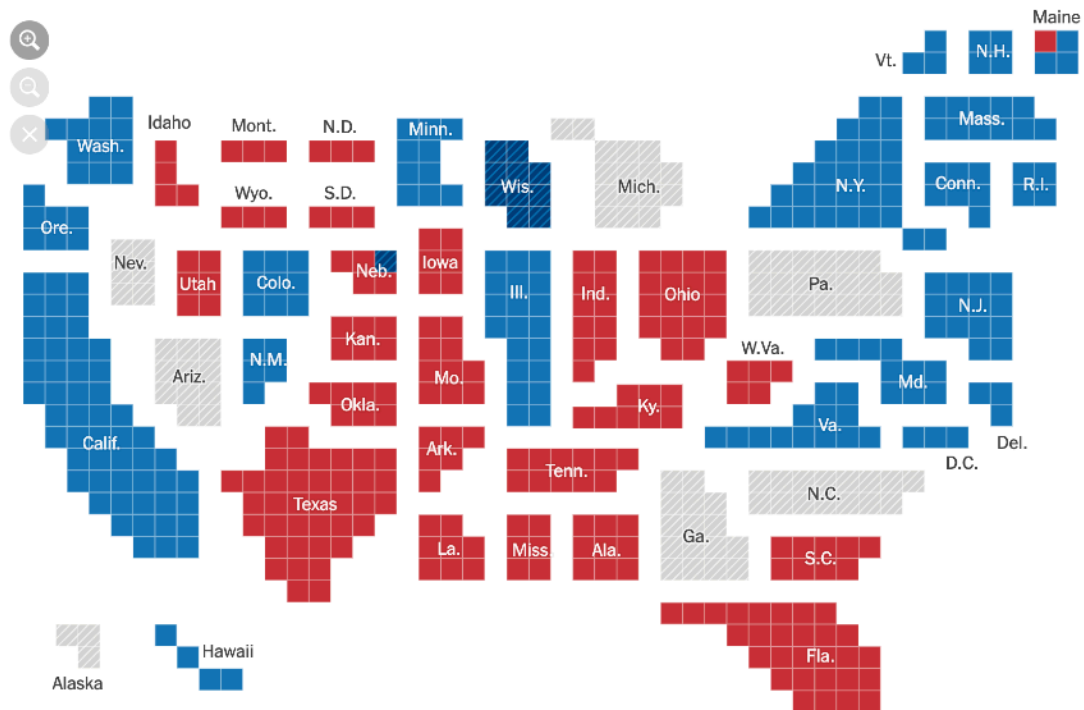 Maine
Vt.
N.H.
Idaho
Mont.
N.D.
Minn.
Mass.
Wash.
Wyo.
S.D.
Wis.
Mich.
N.Y.
Conn.
R.I.
Ore.
Nev.
Utah
Colo.
Neb.
Iowa
Ill.
Ind.
Ohio
Pa.
N.J.
Kan.
W.Va.
N.M.
Ariz.
Mo.
Md.
Okla.
Ky.
Va.
Calif.
Ark.
Del.
D.C.
Tenn.
Texas
N.C.
La.
Miss.
Ala.
Ga.
S.C.
Hawaii
Fla.
Alaska